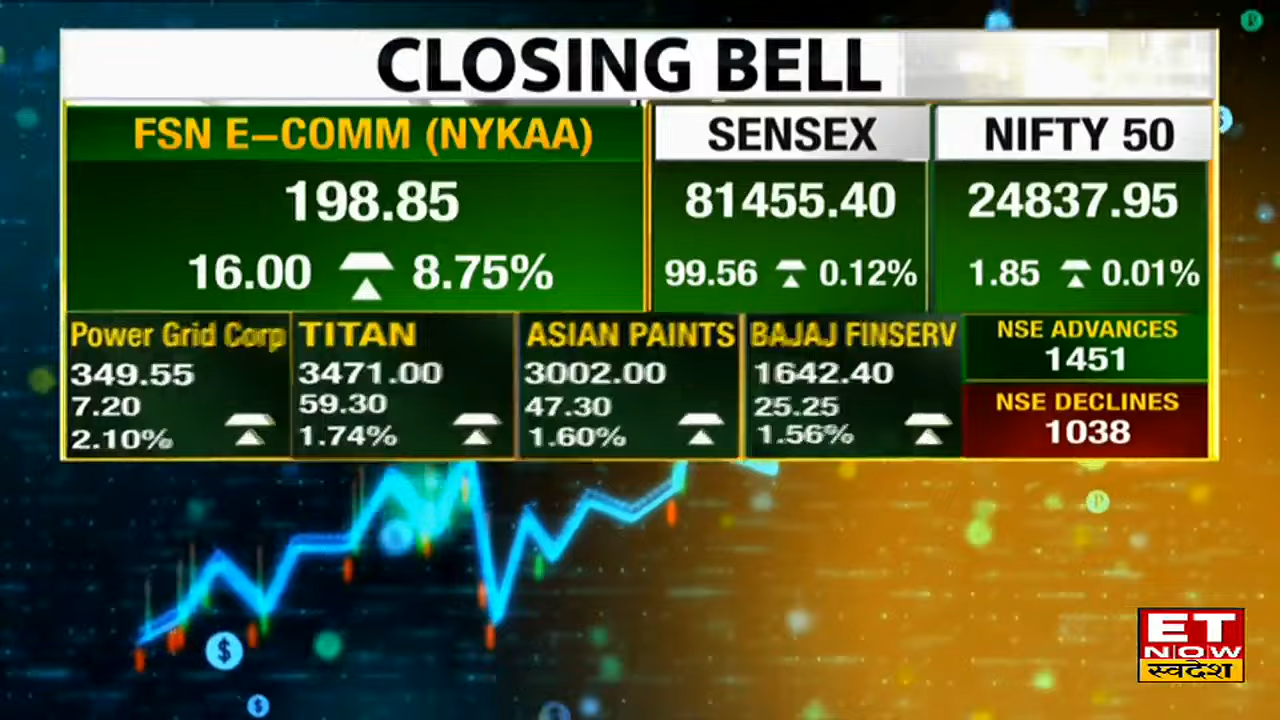 CLOSING BELL
FSN E-COMM (NYKAA)
198.85
16.00 8.75%
SENSEX
81455.40
99.56 0.12%
NIFTY 50
24837.95
1.85 0.01%
Power Grid Corp
349.55
7.20
2.10%
TITAN
3471.00
59.30
1.74%
ASIAN PAINTS
3002.00
47.30
1.60%
BAJAJ FINSERV
1642.40
25.25
1.56%
NSE ADVANCES
1451
NSE DECLINES
1038
$
$
ET
NOW
स्वदेश